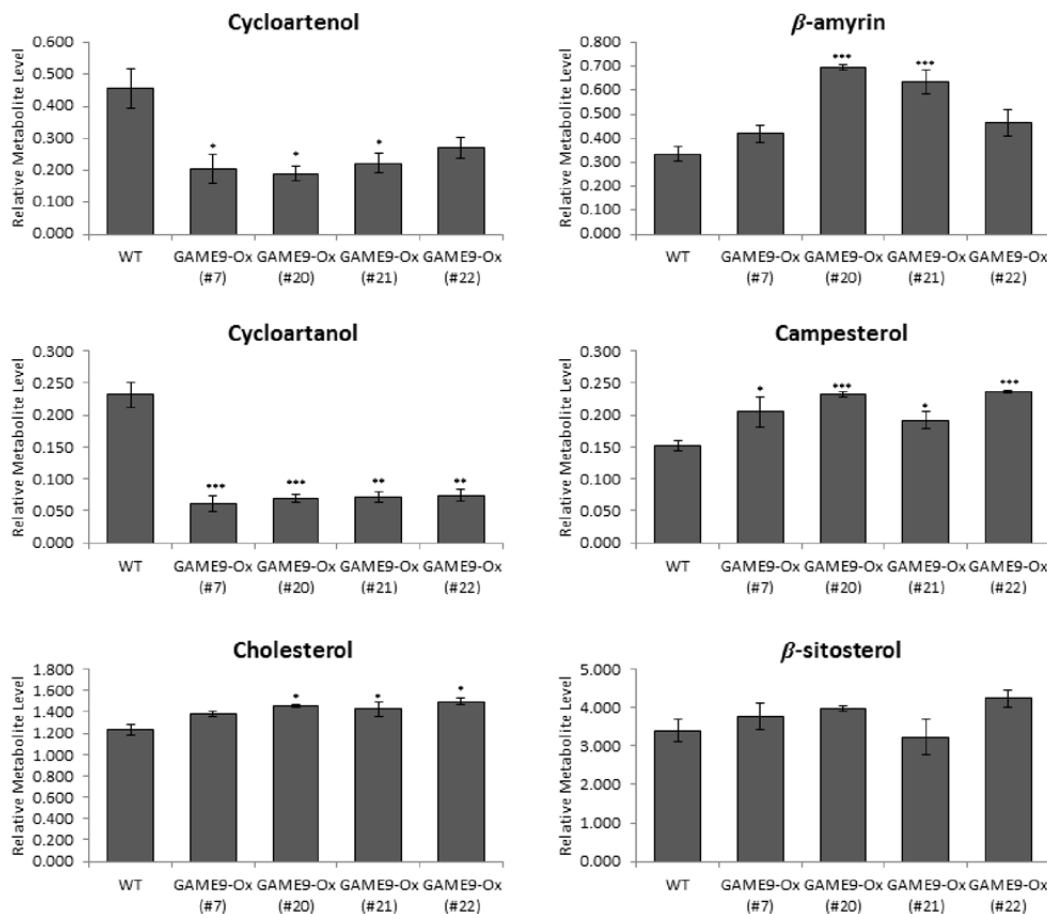 Cycloartenol
Relative Metabolite Level
0.600
0.500
0.400
0.300
0.200
0.100
0.000
*
*
*
WT GAME9-Ox GAME9-Ox GAME9-Ox GAME9-Ox
(#7) (#20) (#21) (#22)
β-amyrin
Relative Metabolite Level
0.800
0.700
0.600
0.500
0.400
0.300
0.200
0.100
0.000
***
***
WT GAME9-Ox GAME9-Ox GAME9-Ox GAME9-Ox
(#7) (#20) (#21) (#22)
Cycloartanol
Relative Metabolite Level
0.300
0.250
0.200
0.150
0.100
0.050
0.000
***
***
**
**
WT GAME9-Ox GAME9-Ox GAME9-Ox GAME9-Ox
(#7) (#20) (#21) (#22)
Campesterol
Relative Metabolite Level
0.300
0.250
0.200
0.150
0.100
0.050
0.000
*
***
*
***
WT GAME9-Ox GAME9-Ox GAME9-Ox GAME9-Ox
(#7) (#20) (#21) (#22)
Cholesterol
Relative Metabolite Level
1.800
1.600
1.400
1.200
1.000
0.800
0.600
0.400
0.200
0.000
*
*
*
WT GAME9-Ox GAME9-Ox GAME9-Ox GAME9-Ox
(#7) (#20) (#21) (#22)
β-sitosterol
Relative Metabolite Level
5.000
4.000
3.000
2.000
1.000
0.000
WT GAME9-Ox GAME9-Ox GAME9-Ox GAME9-Ox
(#7) (#20) (#21) (#22)